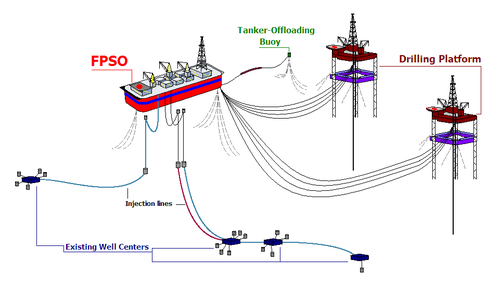 Tanker-Offloading
Buoy
FPSO
Drilling Platform
Injection lines
Existing Well Centers